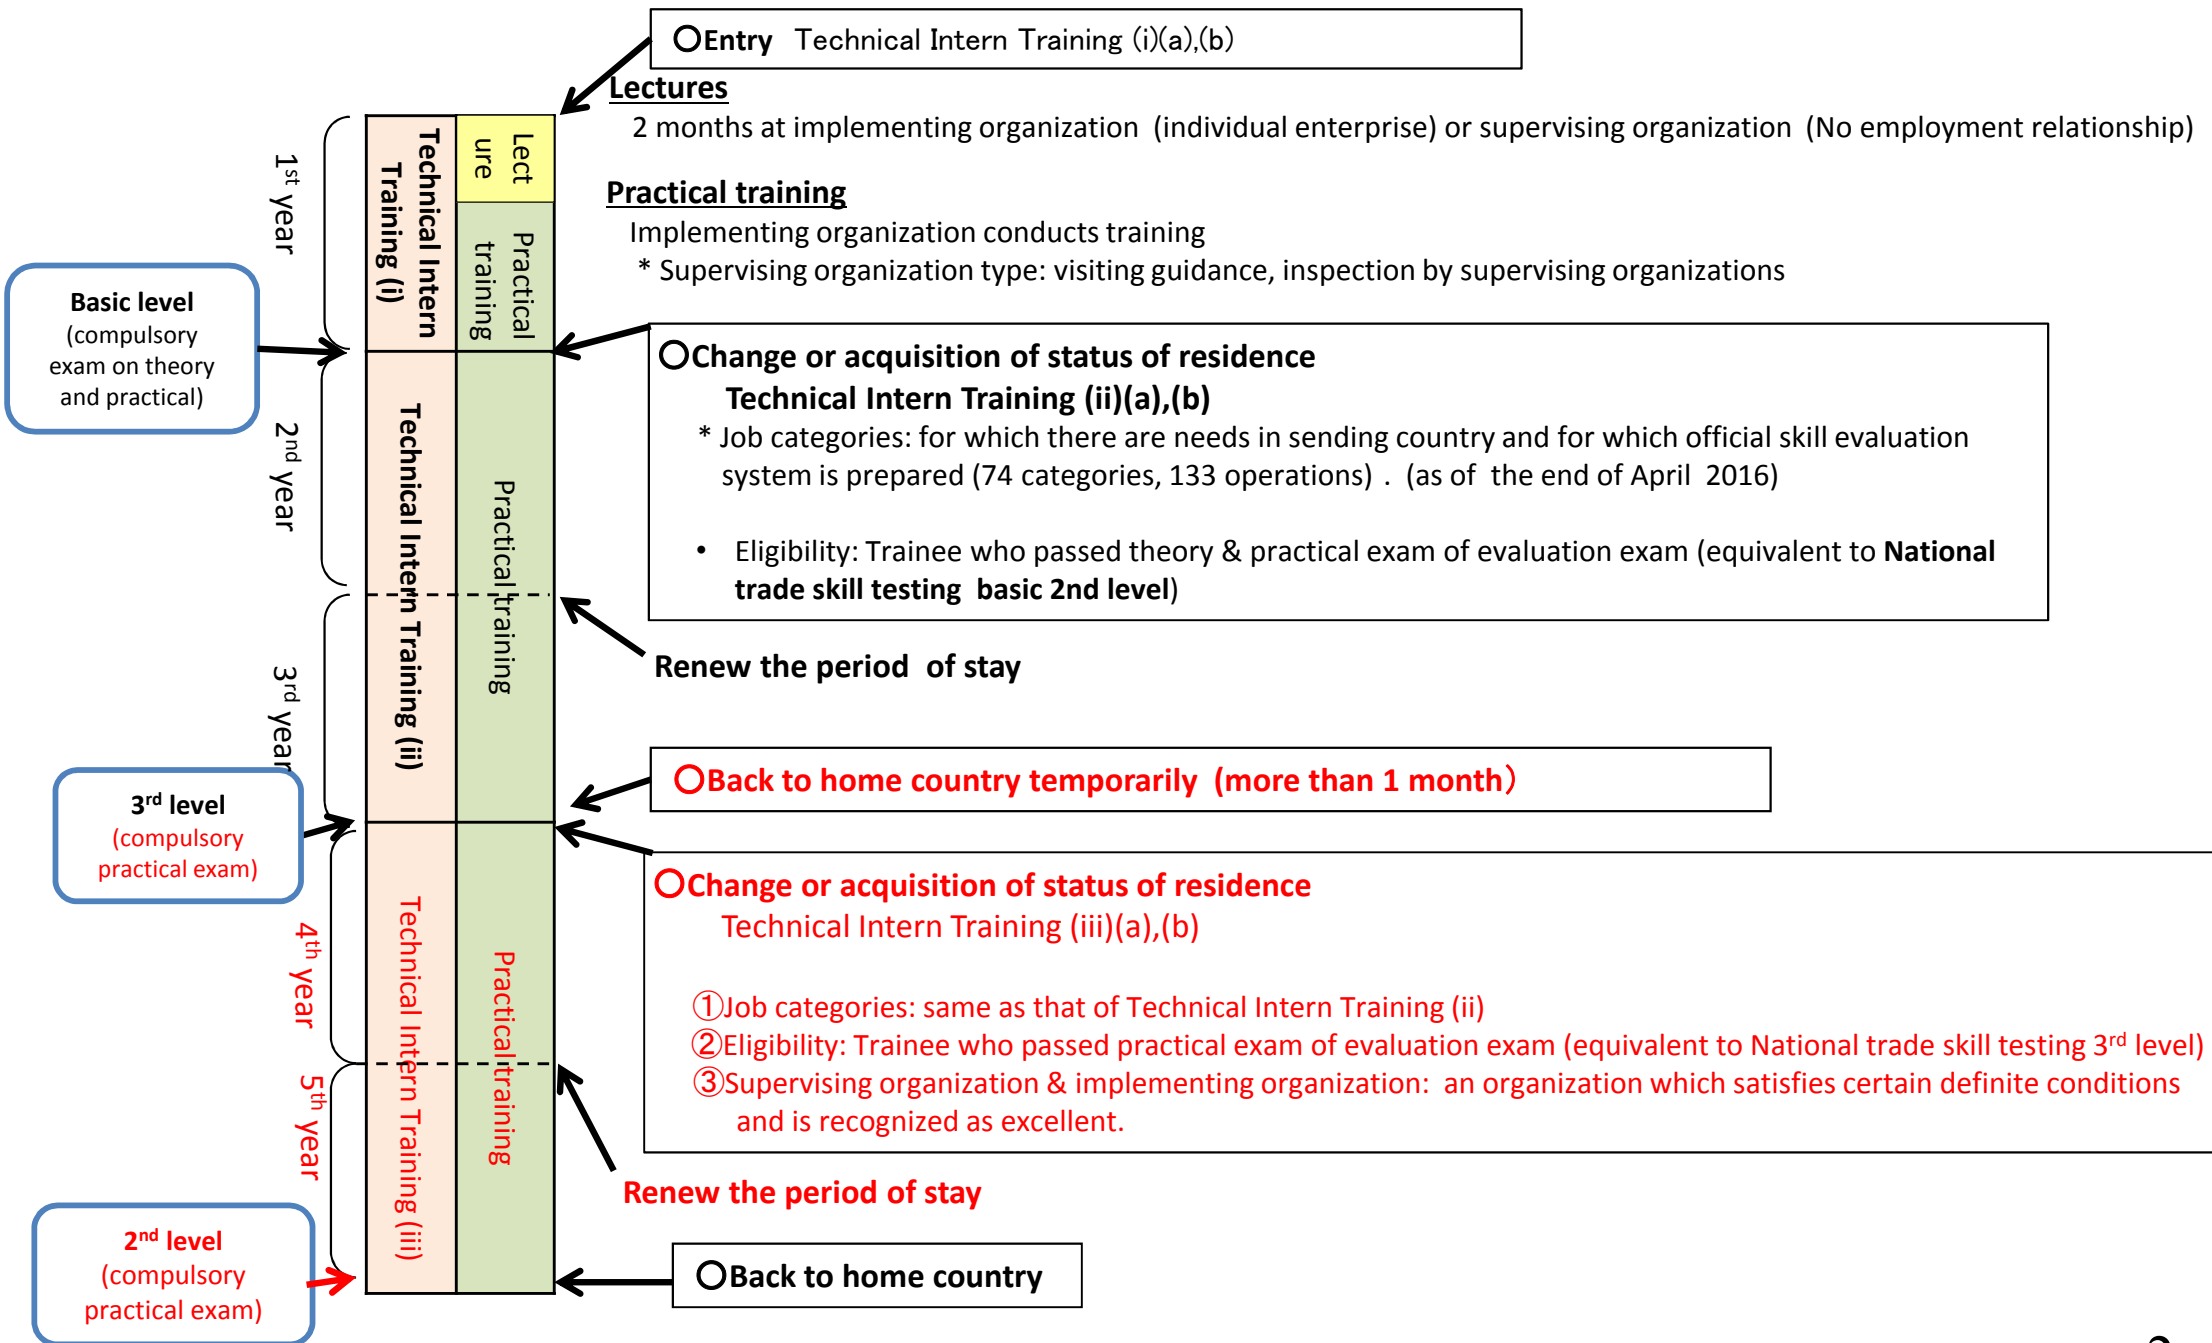 ○Entry Technical Intern Training (i)(a),(b)
Lectures
2 months at implementing organization (individual enterprise) or supervising organization (No employment relationship)
Practical training
Implementing organization conducts training
* Supervising organization type: visiting guidance, inspection by supervising organizations
1st year
Technical Intern
Training (i)
Lect
ure
Practical
training
Basic level
(compulsory
exam on theory
and practical)
○Change or acquisition of status of residence
Technical Intern Training (ii)(a),(b)
* Job categories: for which there are needs in sending country and for which official skill evaluation
system is prepared (74 categories, 133 operations) . (as of the end of April 2016)
• Eligibility: Trainee who passed theory & practical exam of evaluation exam (equivalent to National
trade skill testing basic 2nd level)
2nd year
Technical Intern Training (ii)
Practical training
Renew the period of stay
3rd year
○Back to home country temporarily (more than 1 month）
3rd level
(compulsory
practical exam)
○Change or acquisition of status of residence
Technical Intern Training (iii)(a),(b)
①Job categories: same as that of Technical Intern Training (ii)
②Eligibility: Trainee who passed practical exam of evaluation exam (equivalent to National trade skill testing 3rd level)
③Supervising organization & implementing organization: an organization which satisfies certain definite conditions
and is recognized as excellent.
4th year
Technical Intern Training (iii)
Practical training
5th year
Renew the period of stay
2nd level
(compulsory
practical exam)
○Back to home country